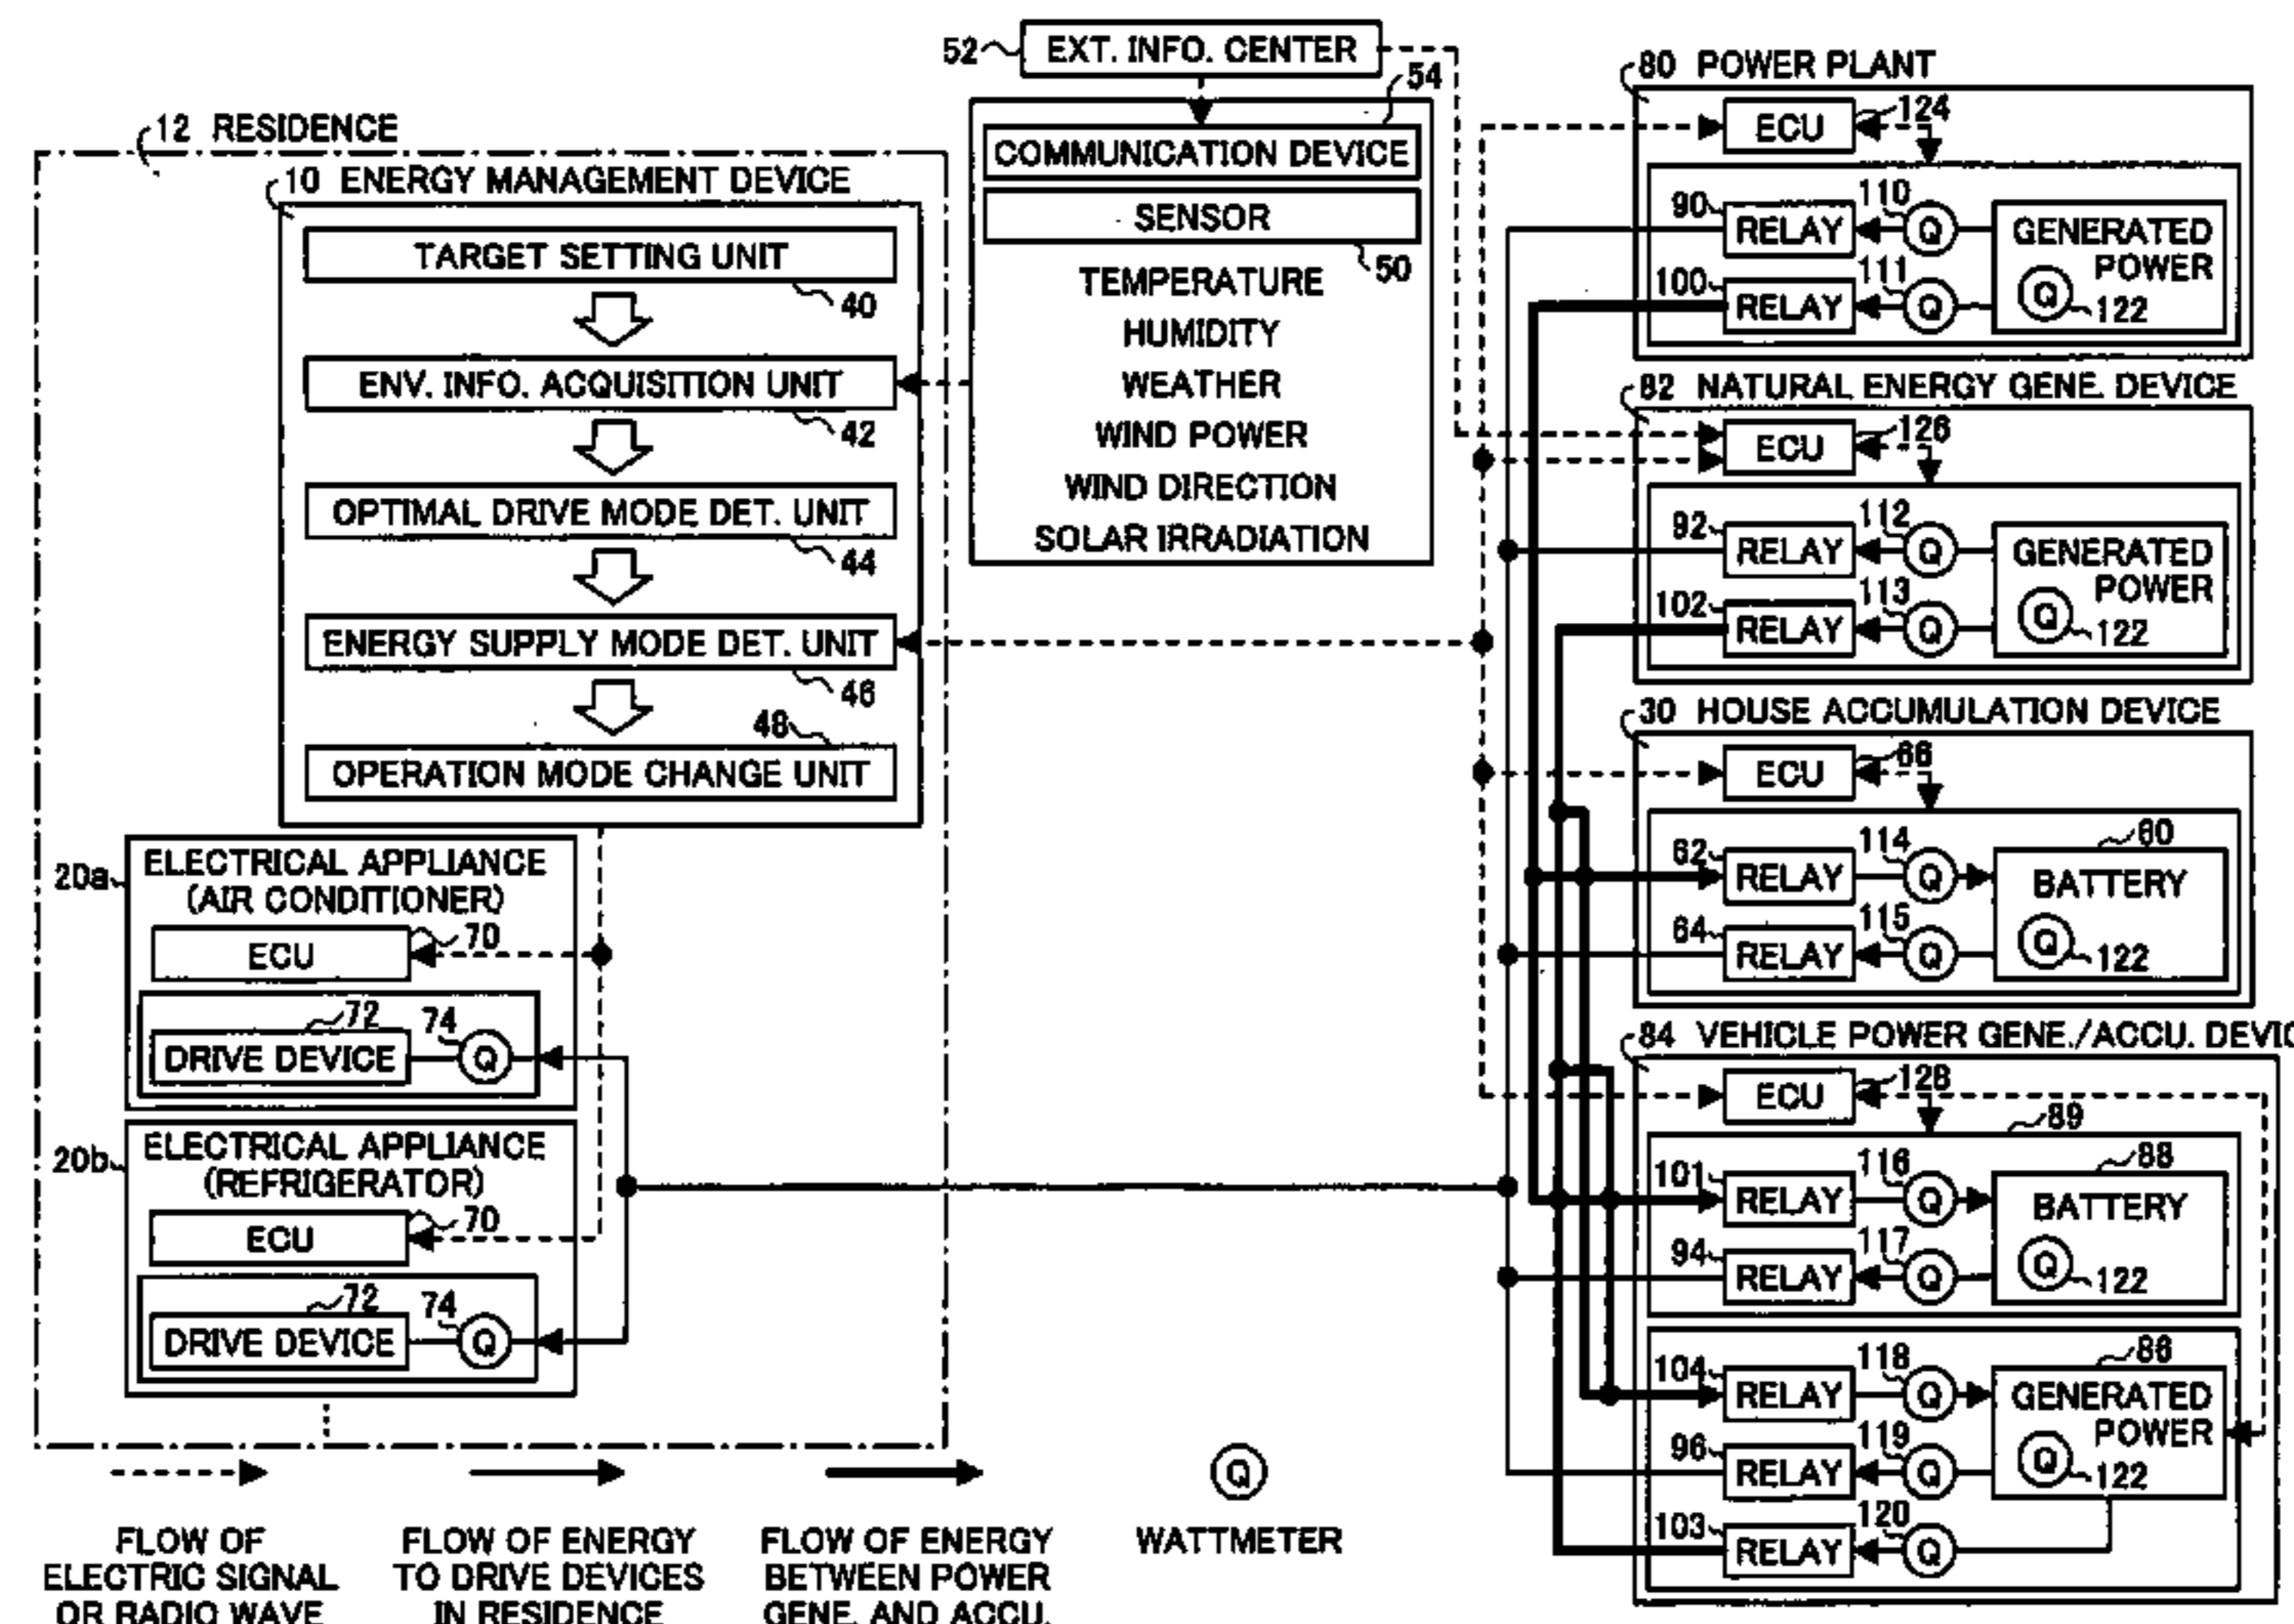 52 EXT. INFO. CENTER
54
COMMUNICATION DEVICE
SENSOR
50
TEMPERATURE
HUMIDITY
WEATHER
WIND POWER
WIND DIRECTION
SOLAR IRRADIATION
12 RESIDENCE
10 ENERGY MANAGEMENT DEVICE
TARGET SETTING UNIT
40
ENV. INFO. ACQUISITION UNIT
42
OPTIMAL DRIVE MODE DET. UNIT
44
ENERGY SUPPLY MODE DET. UNIT
46
48
OPERATION MODE CHANGE UNIT
20a
ELECTRICAL APPLIANCE
(AIR CONDITIONER)
70
ECU
72 74
DRIVE DEVICE Q
20b
ELECTRICAL APPLIANCE
(REFRIGERATOR)
70
ECU
72 74
DRIVE DEVICE Q
80 POWER PLANT
ECU 124
90 RELAY 110 Q
100 RELAY 111 Q
GENERATED
POWER
Q 122
82 NATURAL ENERGY GENE. DEVICE
ECU 126
92 RELAY 112 Q
102 RELAY 113 Q
GENERATED
POWER
Q 122
30 HOUSE ACCUMULATION DEVICE
ECU 66
62 RELAY 114 Q
64 RELAY 115 Q
60
BATTERY
Q 122
84 VEHICLE POWER GENE./ACCU. DEVIC
ECU 128
89
101 RELAY 116 Q
94 RELAY 117 Q
88
BATTERY
Q 122
104 RELAY 118 Q
96 RELAY 119 Q
103 RELAY 120 Q
86
GENERATED
POWER
Q 122
FLOW OF
ELECTRIC SIGNAL
OR RADIO WAVE
FLOW OF ENERGY
TO DRIVE DEVICES
IN RESIDENCE
FLOW OF ENERGY
BETWEEN POWER
GENE. AND ACCU.
Q
WATTMETER